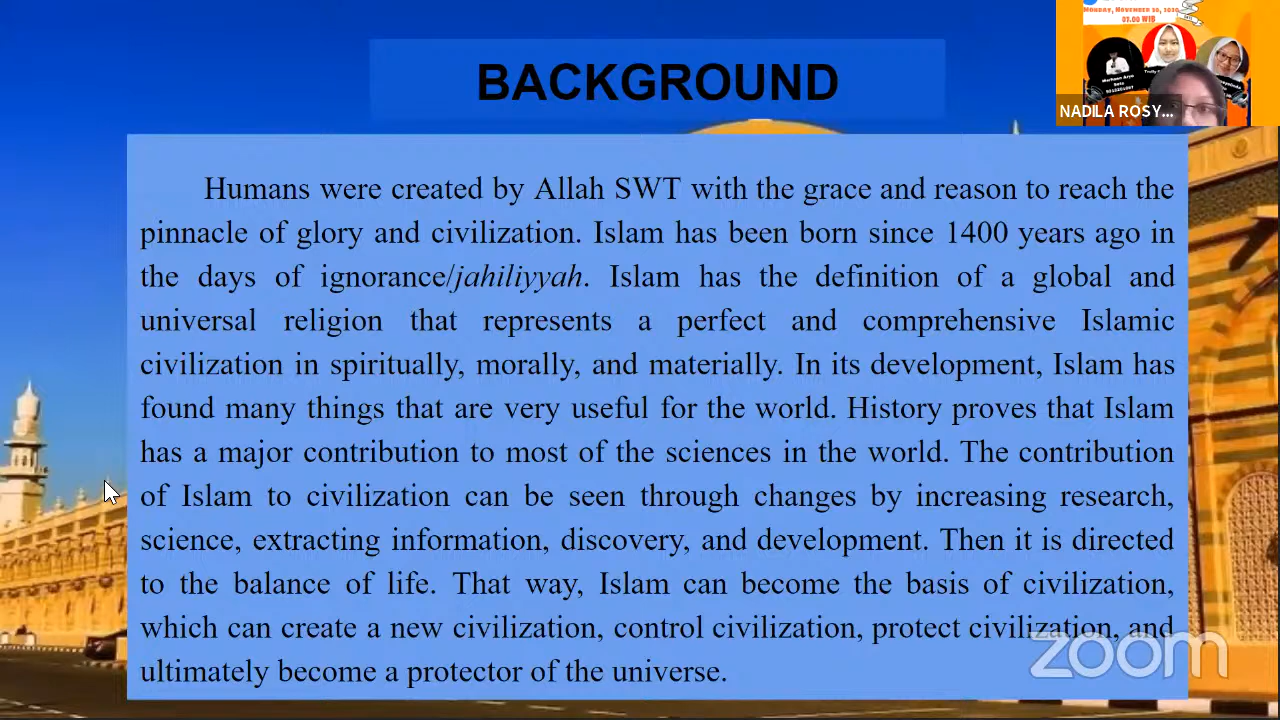 BACKGROUND
MONDAY, NOVEMBER 30, 2020
07.00 WIB
NADILA ROSY...
Humans were created by Allah SWT with the grace and reason to reach the
pinnacle of glory and civilization. Islam has been born since 1400 years ago in
the days of ignorance/jahiliyyah. Islam has the definition of a global and
universal religion that represents a perfect and comprehensive Islamic
civilization in spiritually, morally, and materially. In its development, Islam has
found many things that are very useful for the world. History proves that Islam
has a major contribution to most of the sciences in the world. The contribution
of Islam to civilization can be seen through changes by increasing research,
science, extracting information, discovery, and development. Then it is directed
to the balance of life. That way, Islam can become the basis of civilization,
which can create a new civilization, control civilization, protect civilization, and
ultimately become a protector of the universe.
zoom